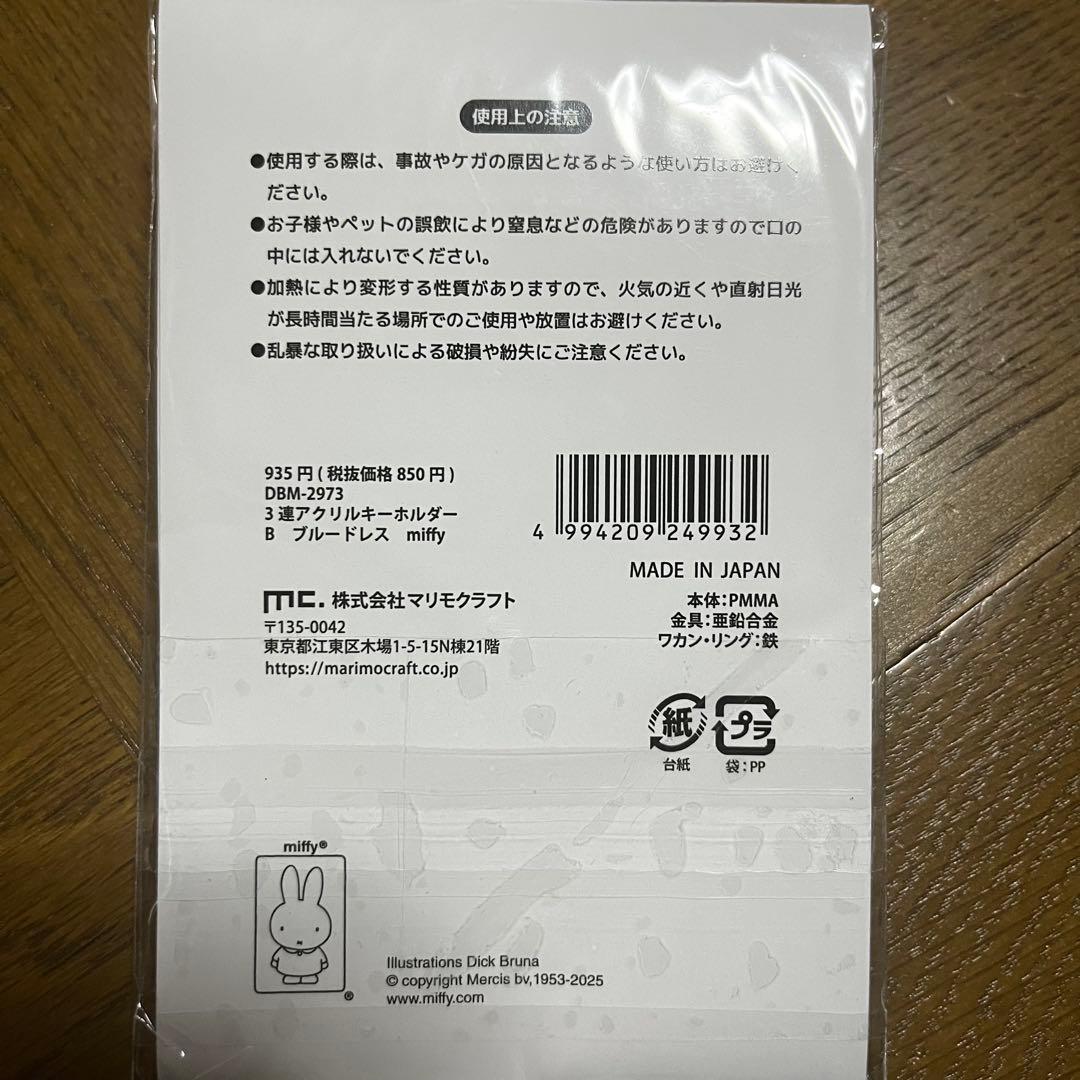 使用上の注意
●使用する際は、事故やケガの原因となるような使い方はお避けく
ださい。
●お子様やペットの誤飲により窒息などの危険がありますので口の
中には入れないでください。
●加熱により変形する性質がありますので、火気の近くや直射日光
が長時間当たる場所でのご使用や放置はお避けください。
●乱暴な取り扱いによる破損や紛失にご注意ください。
935円(税抜価格850円)
DBM-2973
3連アクリルキーホルダー
B ブルードレス miffy
4 994209 249932
MADE IN JAPAN
mc. 株式会社マリモクラフト
〒135-0042
東京都江東区木場1-5-15N棟21階
https://marimocraft.co.jp
本体:PMMA
金具:亜鉛合金
ワカン・リング:鉄
紙
台紙
プラ
袋:PP
miffy®
®
Illustrations Dick Bruna
© copyright Mercis bv,1953-2025
www.miffy.com